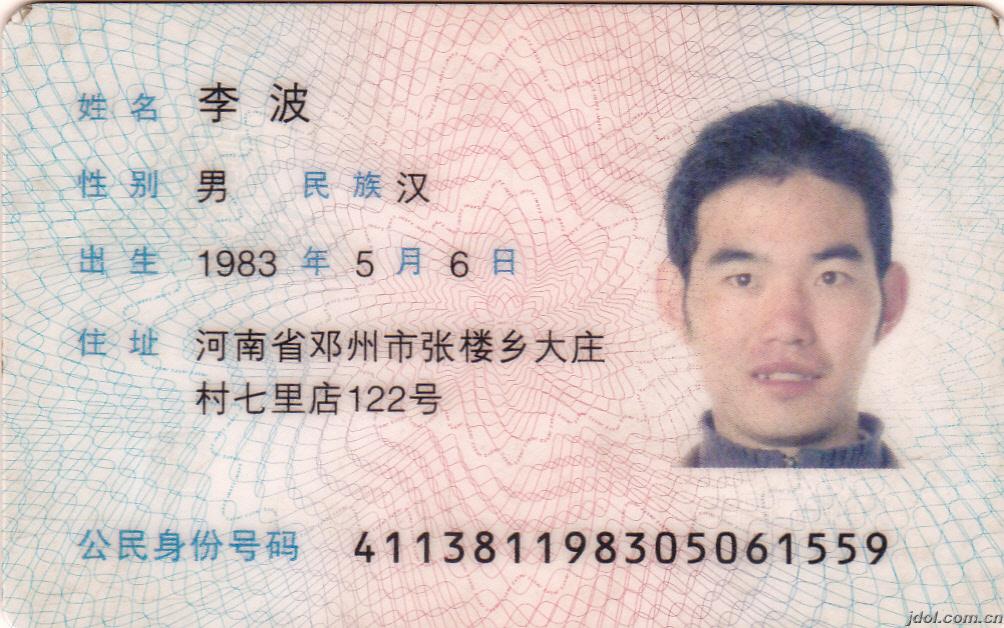 姓名 李波
性别 男 民族 汉
出生 1983 年 5 月 6 日
住址 河南省邓州市张楼乡大庄
村七里店122号
公民身份号码 411381198305061559
jdol.com.cn